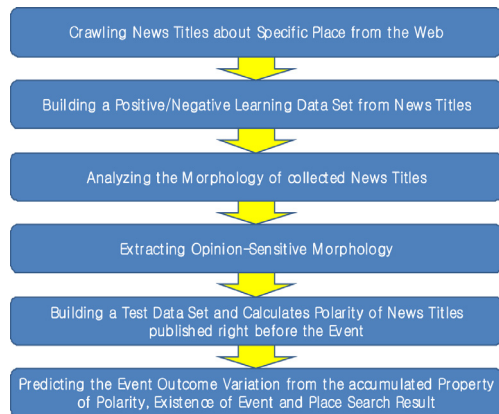 Crawling News Titles about Specific Place from the Web
Building a Positive/Negative Learning Data Set from News Titles
Analyzing the Morphology of collected News Titles
Extracting Opinion-Sensitive Morphology
Building a Test Data Set and Calculates Polarity of News Titles
published right before the Event
Predicting the Event Outcome Variation from the accumulated Property
of Polarity, Existence of Event and Place Search Result